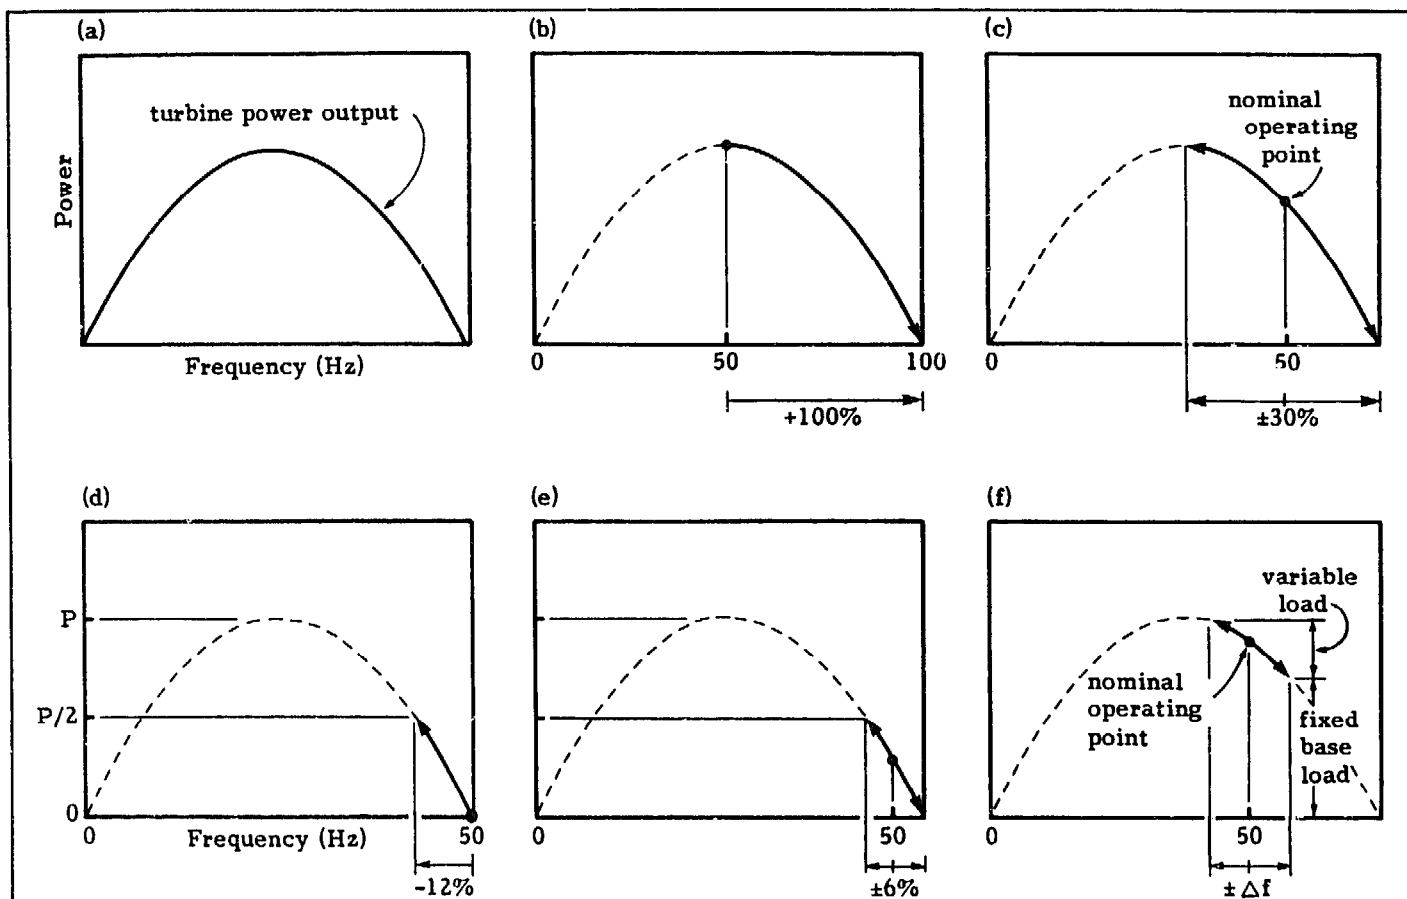 (a)
turbine power output
Power
Frequency (Hz)
(b)
0
50
100
+100%
(c)
nominal
operating
point
0
50
±30%
(d)
P
P/2
0
0
Frequency (Hz)
50
-12%
(e)
0
50
±6%
(f)
variable
load
nominal
operating
point
fixed
base
load
0
50
± △f